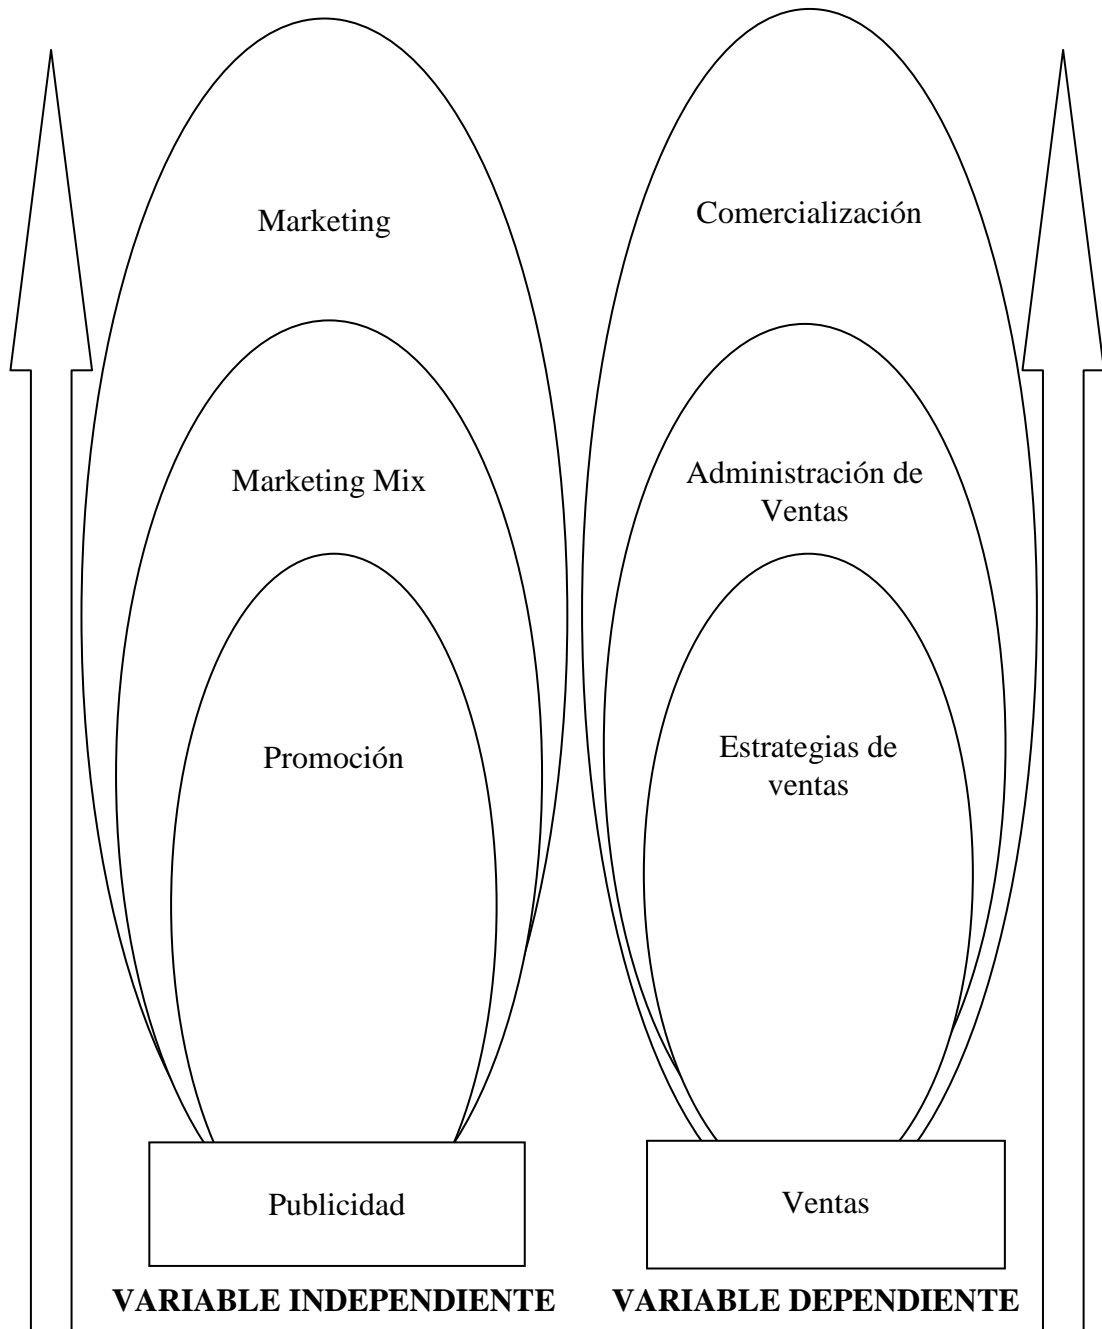 Marketing
Marketing Mix
Promoción
Publicidad
VARIABLE INDEPENDIENTE
Comercialización
Administración de
Ventas
Estrategias de
ventas
Ventas
VARIABLE DEPENDIENTE